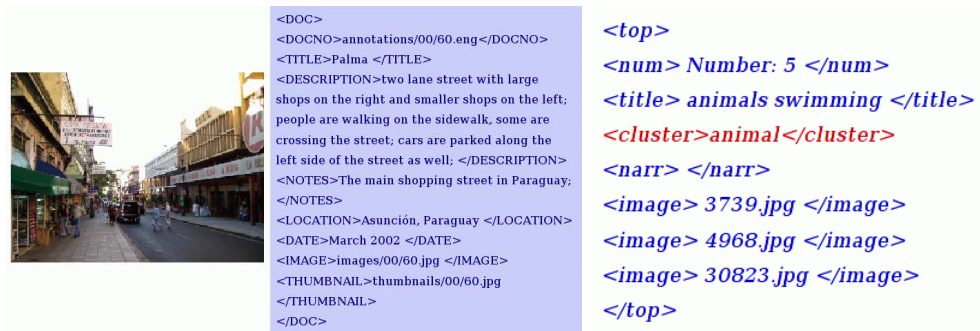 <DOC>
<DOCNO>annotations/00/60.eng</DOCNO>
<TITLE>Palma </TITLE>
<DESCRIPTION>two lane street with large
shops on the right and smaller shops on the left;
people are walking on the sidewalk, some are
crossing the street; cars are parked along the
left side of the street as well; </DESCRIPTION>
<NOTES>The main shopping street in Paraguay;
</NOTES>
<LOCATION>Asunción, Paraguay </LOCATION>
<DATE>March 2002 </DATE>
<IMAGE>images/00/60.jpg </IMAGE>
<THUMBNAIL>thumbnails/00/60.jpg
</THUMBNAIL>
</DOC>
<top>
<num> Number: 5 </num>
<title> animals swimming </title>
<cluster>animal</cluster>
<narr> </narr>
<image> 3739.jpg </image>
<image> 4968.jpg </image>
<image> 30823.jpg </image>
</top>